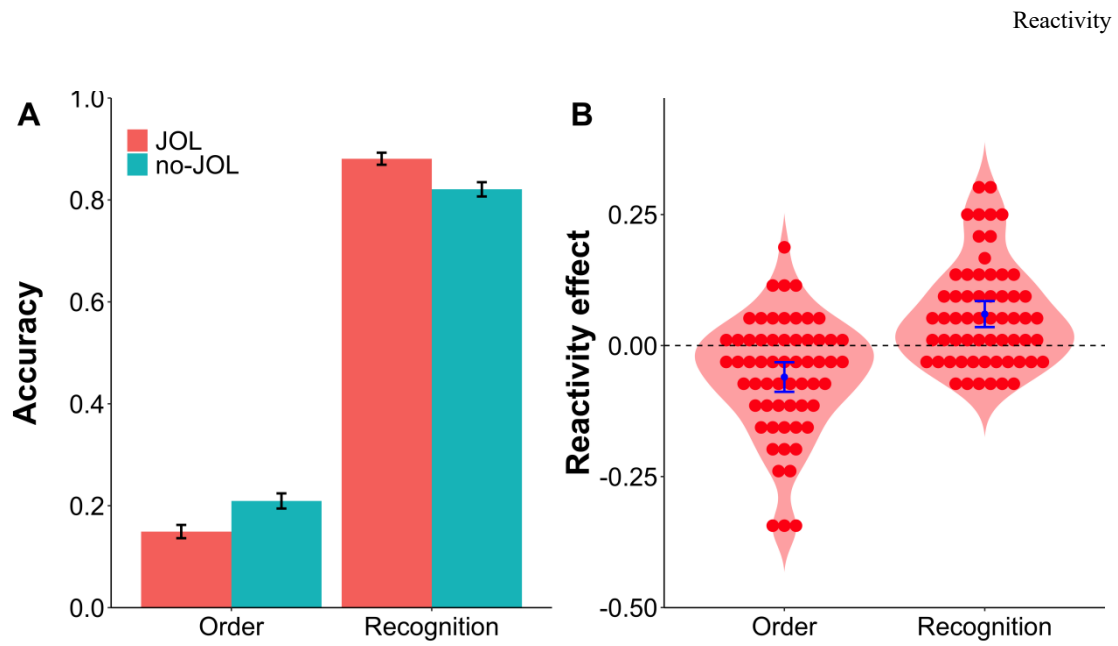 Reactivity
A
1.0
JOL
no-JOL
0.8
0.6
0.4
0.2
0.0
Accuracy
Order
Recognition
B
0.25
0.00
-0.25
-0.50
Reactivity effect
Order
Recognition